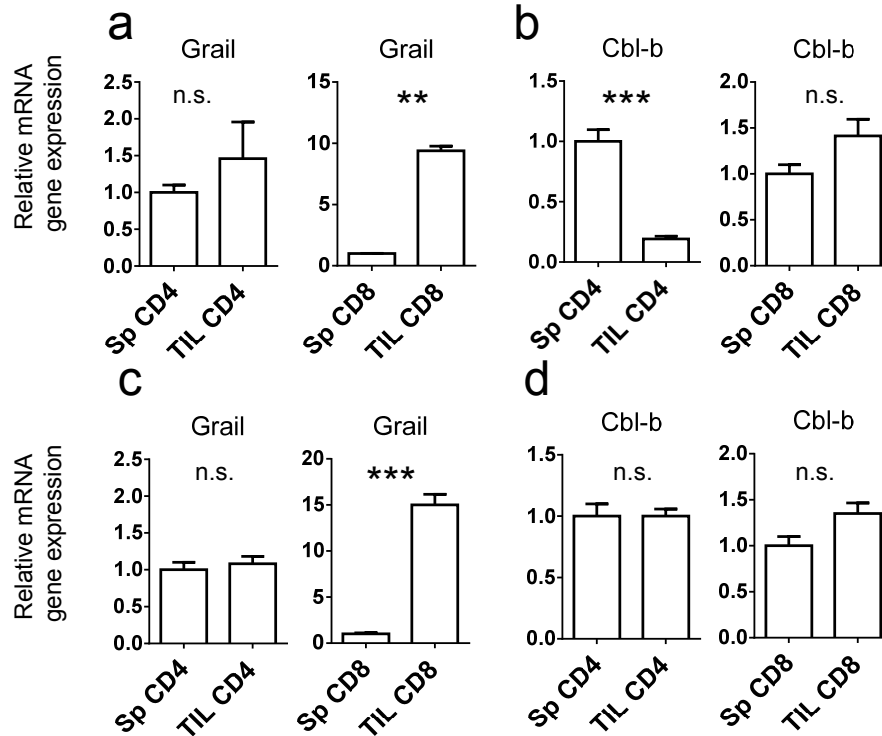 a
b
Grail
Grail
Cbl-b
Cbl-b
Relative mRNA
gene expression
2.5
2.0
1.5
1.0
0.5
0.0
n.s.
Sp CD4
TIL CD4
15
10
5
0
**
Sp CD8
TIL CD8
1.5
1.0
0.5
0.0
***
Sp CD4
TIL CD4
2.0
1.5
1.0
0.5
0.0
n.s.
Sp CD8
TIL CD8
c
d
Grail
Grail
Cbl-b
Cbl-b
Relative mRNA
gene expression
2.5
2.0
1.5
1.0
0.5
0.0
n.s.
Sp CD4
TIL CD4
20
15
10
5
0
***
Sp CD8
TIL CD8
1.5
1.0
0.5
0.0
n.s.
Sp CD4
TIL CD4
2.0
1.5
1.0
0.5
0.0
n.s.
Sp CD8
TIL CD8